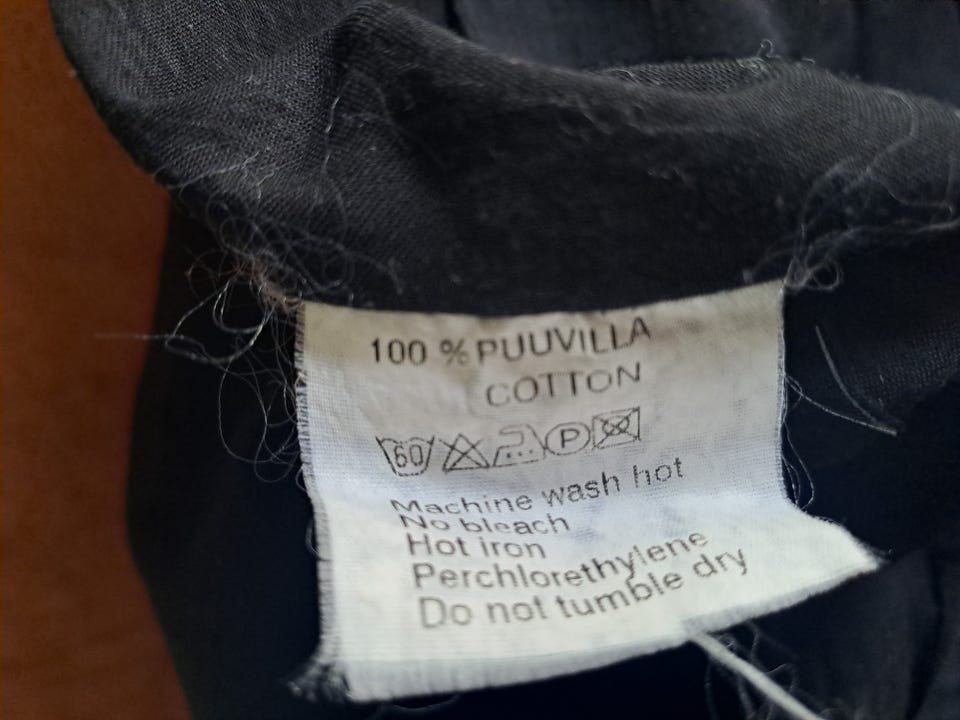 100 % PUUVILLA
COTTON
60 P
Machine wash hot
No bleach
Hot iron
Perchlorethylene
Do not tumble dry